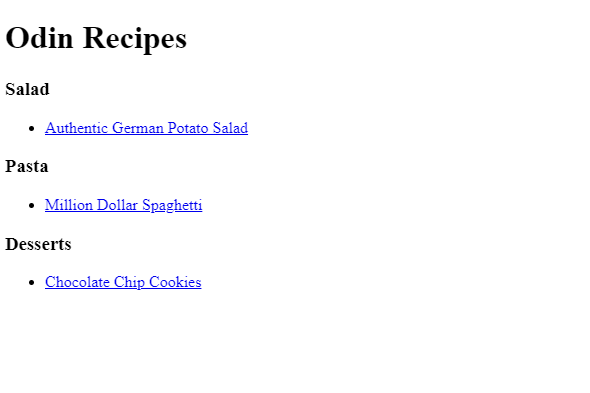 Odin Recipes
Salad
Authentic German Potato Salad
Pasta
Million Dollar Spaghetti
Desserts
Chocolate Chip Cookies